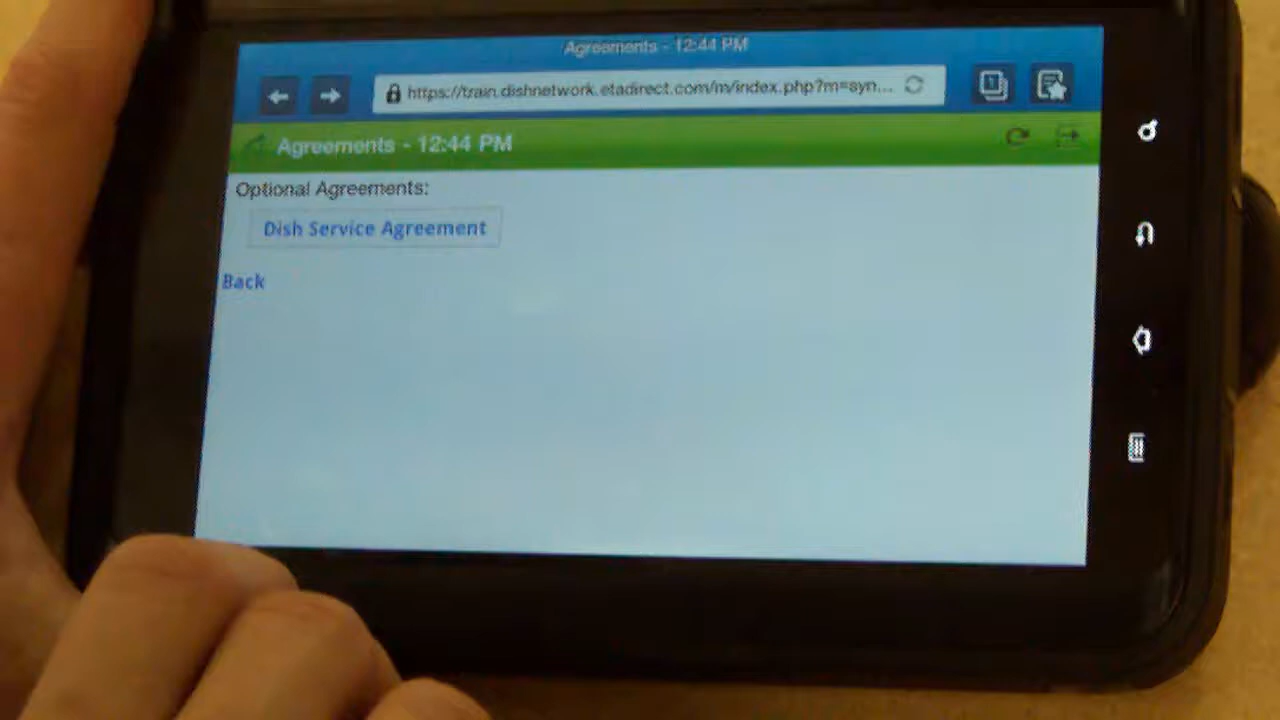 Agreements - 12:44 PM
https://train.dishnetwork.etadirect.com/m/index.php?m=syn...
Agreements - 12:44 PM
Optional Agreements:
Dish Service Agreement
Back